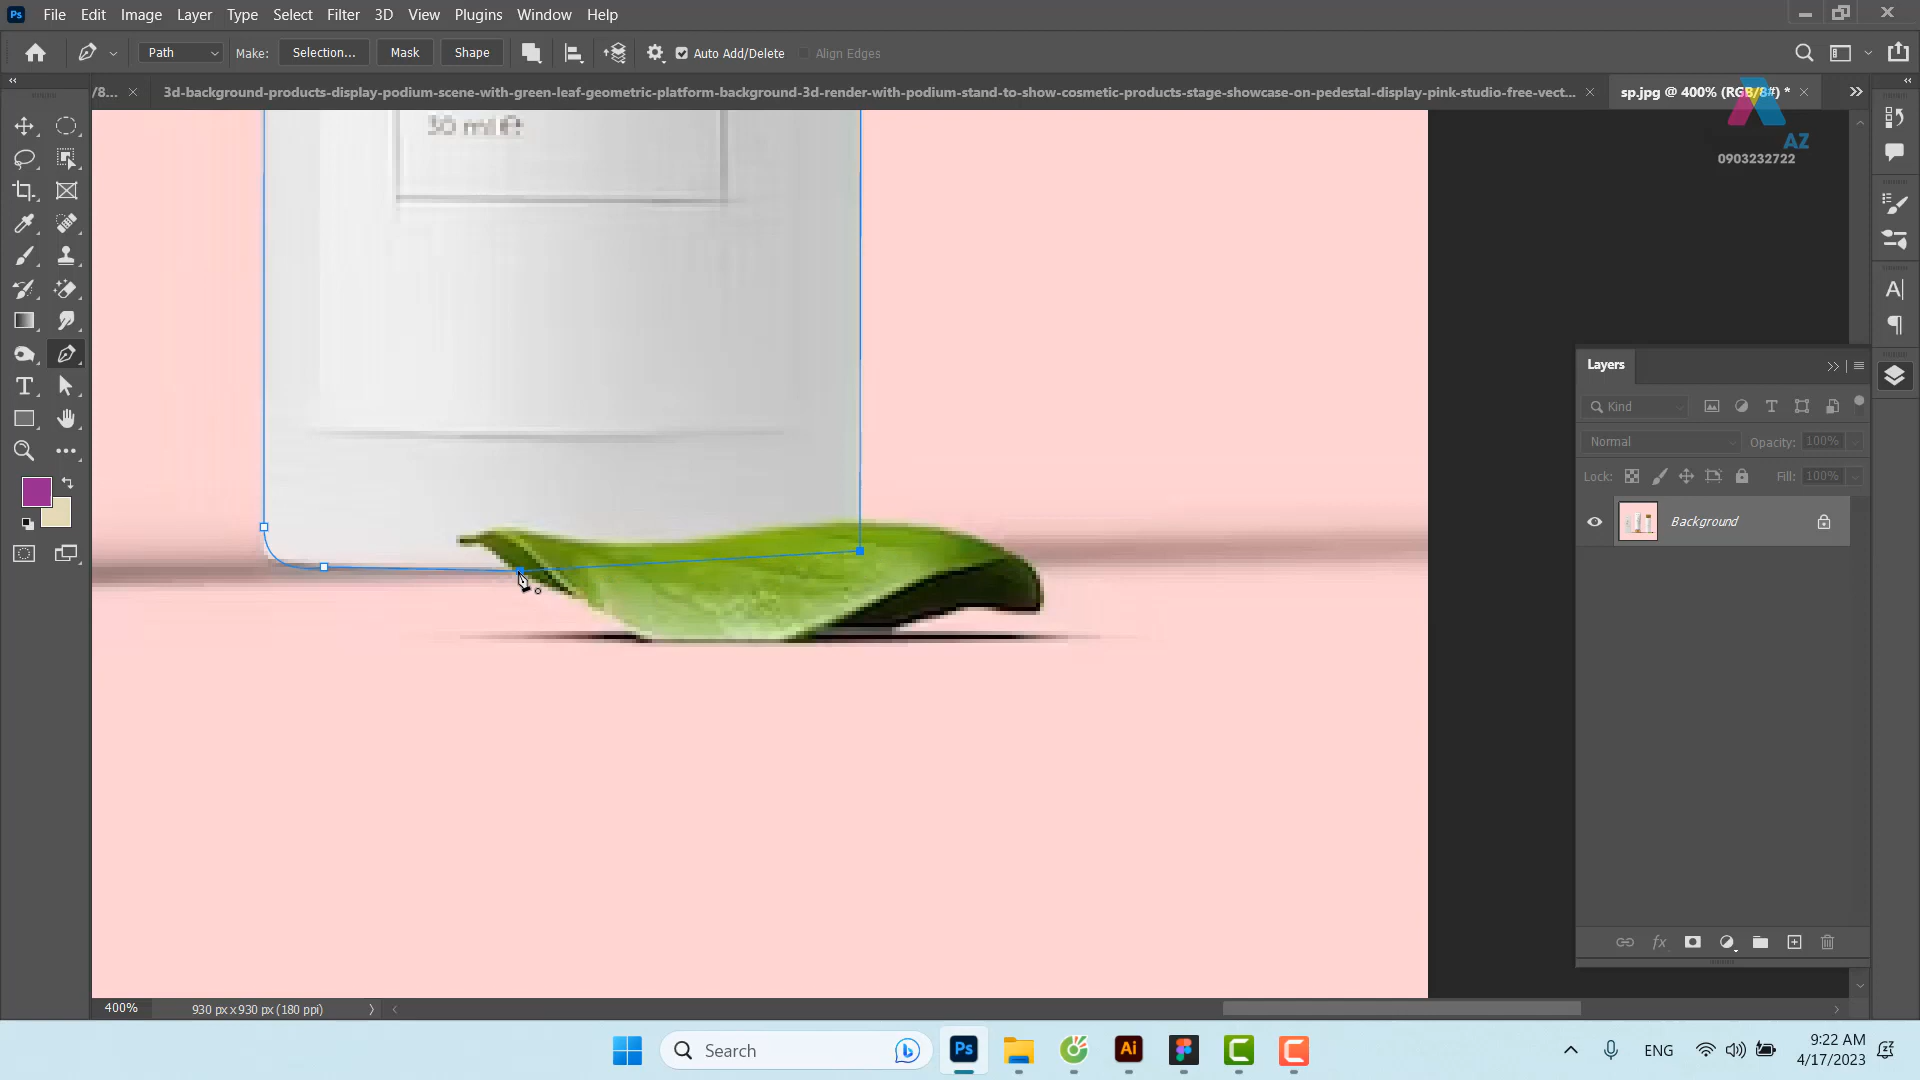 File Edit Image Layer Type Select Filter 3D View Plugins Window Help
Path Make: Selection... Mask Shape Auto Add/Delete Align Edges
/8... 3d-background-products-display-podium-scene-with-green-leaf-geometric-platform-background-3d-render-with-podium-stand-to-show-cosmetic-products-stage-showcase-on-pedestal-display-pink-studio-free-vect... sp.jpg @ 400% (RGB/8#) *
AZ
0903232722
Layers
Kind
Normal Opacity: 100%
Lock: Fill: 100%
Background
400% 930 px x 930 px (180 ppi)
Search
ENG
9:22 AM
4/17/2023